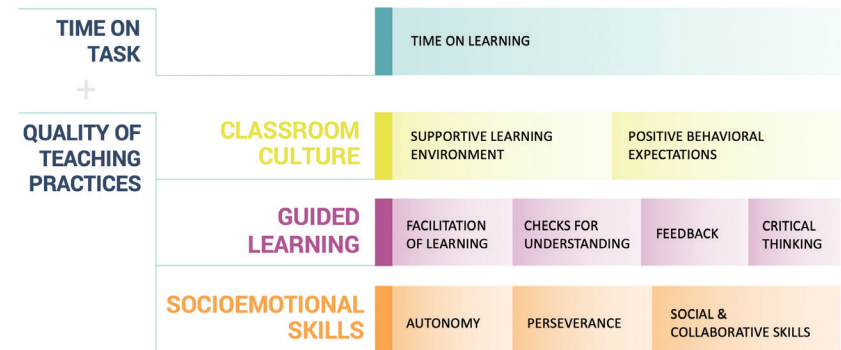 TIME ON
TASK
TIME ON LEARNING
+
QUALITY OF
TEACHING
PRACTICES
CLASSROOM
CULTURE
SUPPORTIVE LEARNING
ENVIRONMENT
POSITIVE BEHAVIORAL
EXPECTATIONS
GUIDED
LEARNING
FACILITATION
OF LEARNING
CHECKS FOR
UNDERSTANDING
FEEDBACK
CRITICAL
THINKING
SOCIOEMOTIONAL
SKILLS
AUTONOMY
PERSEVERANCE
SOCIAL &
COLLABORATIVE SKILLS